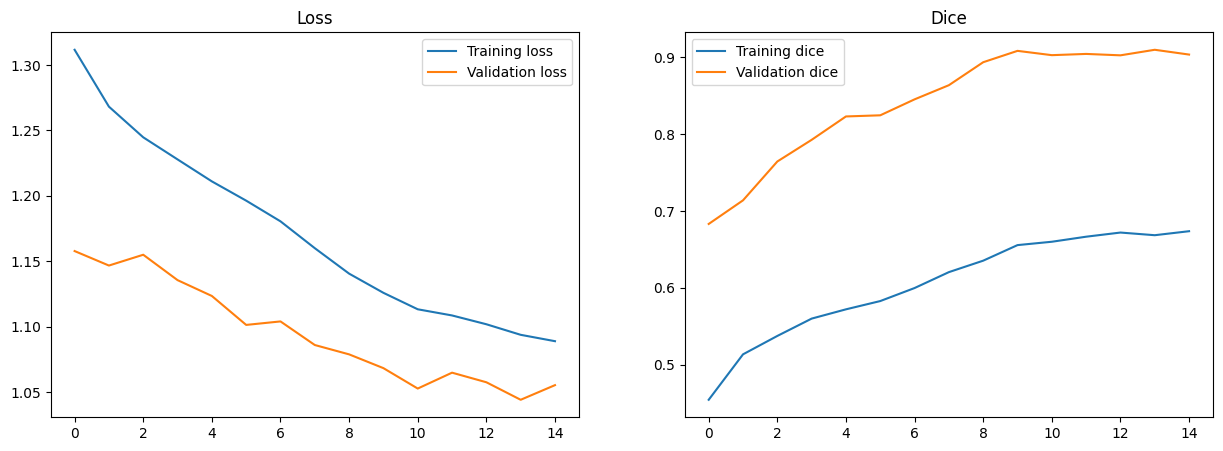 Loss
Training loss
Validation loss
1.30
1.25
1.20
1.15
1.10
1.05
0 2 4 6 8 10 12 14
Dice
Training dice
Validation dice
0.9
0.8
0.7
0.6
0.5
0 2 4 6 8 10 12 14